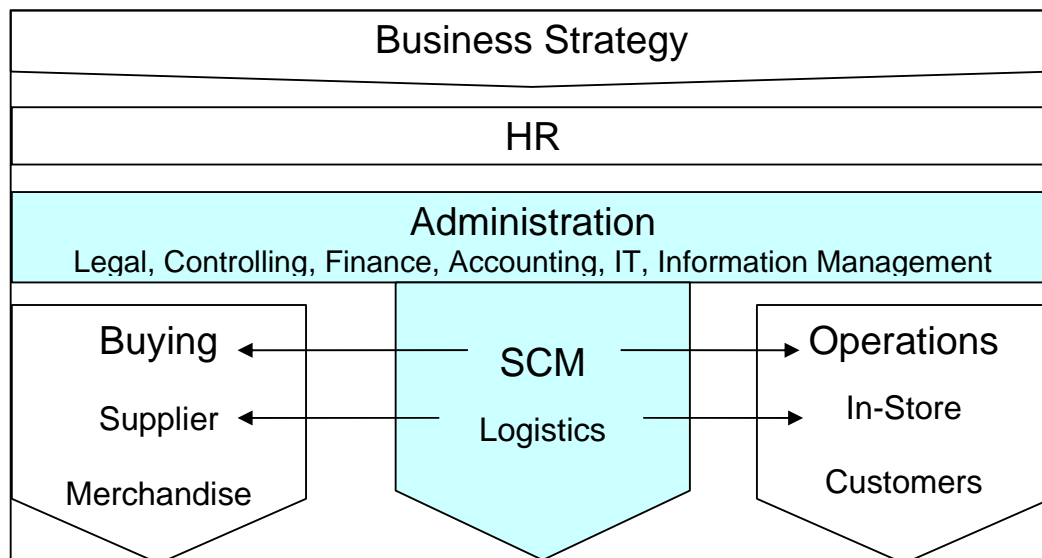 Business Strategy
HR
Administration
Legal, Controlling, Finance, Accounting, IT, Information Management
Buying
Supplier
Merchandise
SCM
Logistics
Operations
In-Store
Customers